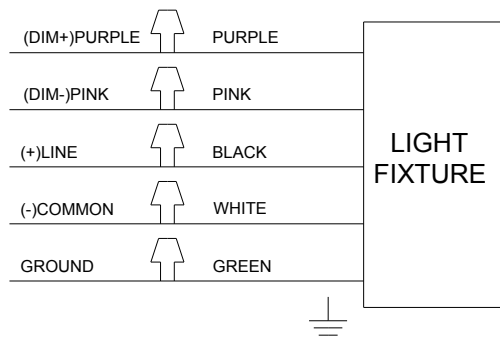 (DIM+)PURPLE PURPLE
(DIM-)PINK PINK
(+)LINE BLACK
(-)COMMON WHITE
GROUND GREEN
LIGHT
FIXTURE